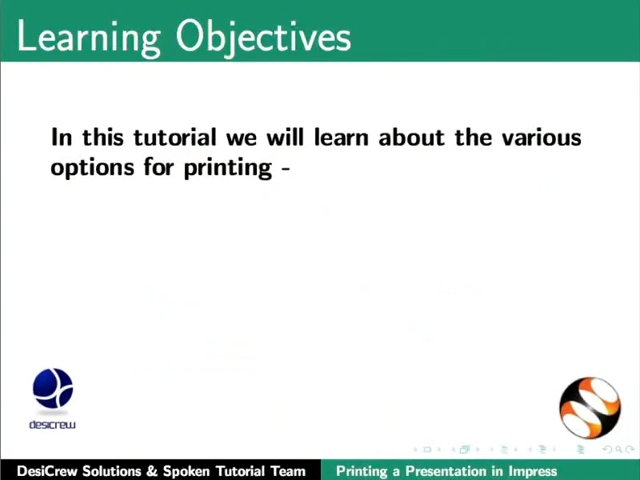 Learning Objectives
In this tutorial we will learn about the various
options for printing -
desicrew
DesiCrew Solutions & Spoken Tutorial Team
Printing a Presentation in Impress